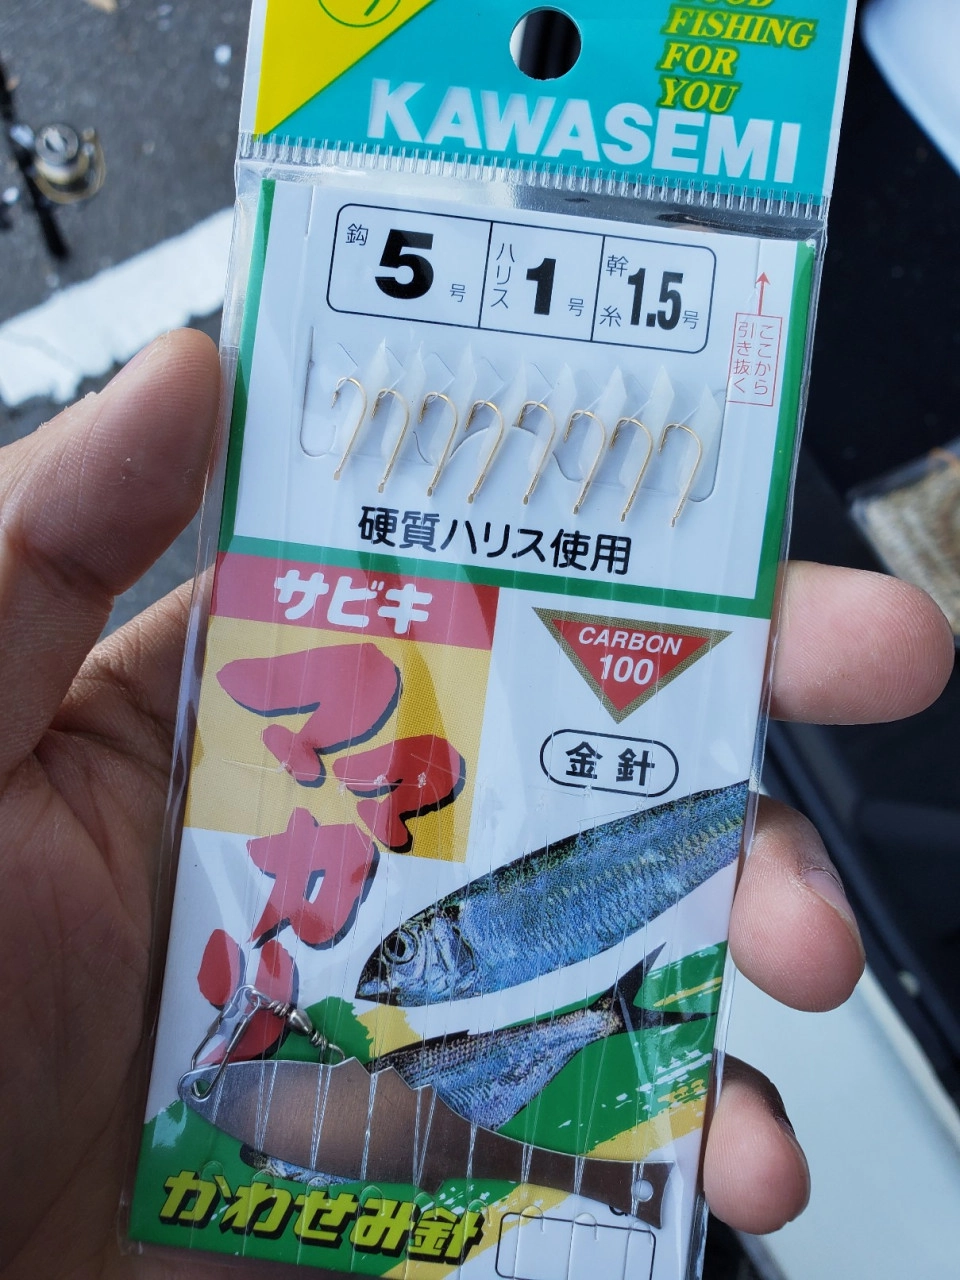 FISHING
FOR
YOU
KAWASEMI
鈎 5 号
ハリス 1 号
幹糸 1.5 号
ここから
引き抜く
硬質ハリス使用
サビキ
ママカリ
CARBON
100
金針
かわせみ針